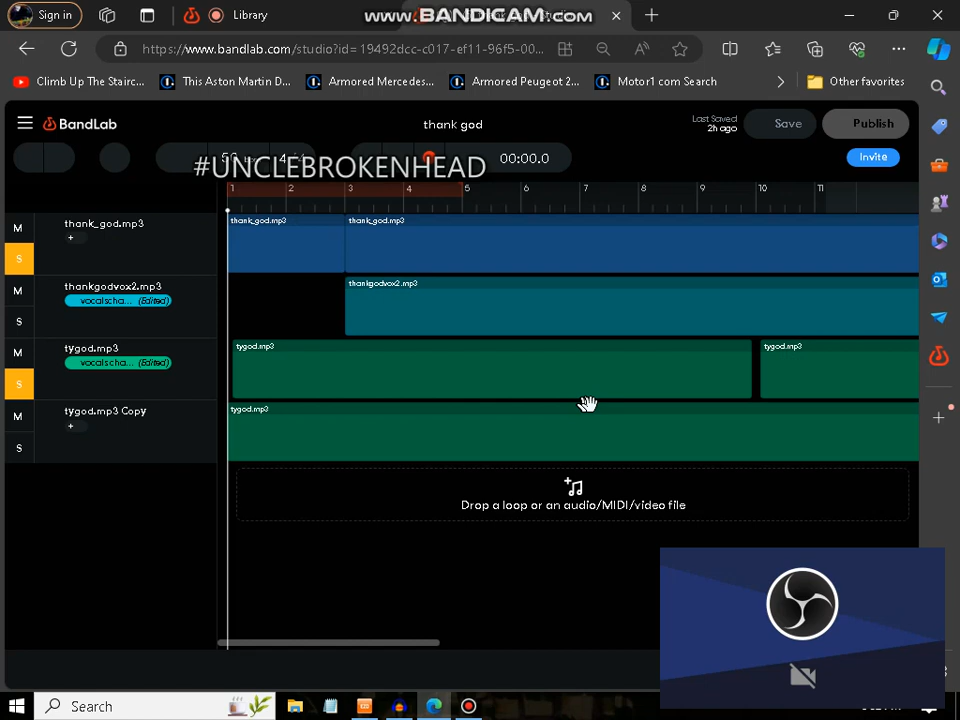 Sign in
Library
www.BANDICAM.com
https://www.bandlab.com/studio?id=19492dcc-c017-ef11-96f5-00...
Climb Up The Stairc...
This Aston Martin D...
Armored Mercedes...
Armored Peugeot 2...
Motor1 com Search
Other favorites
BandLab
thank god
Last Saved
2h ago
Save
Publish
#UNCLEBROKENHEAD
00:00.0
Invite
1 2 3 4 5 6 7 8 9 10 11
M
thank_god.mp3
+
S
thank_god.mp3
thank_god.mp3
M
thankgodvox2.mp3
vocalscha... (Edited)
S
thankgodvox2.mp3
M
tygod.mp3
vocalscha... (Edited)
S
tygod.mp3
tygod.mp3
M
tygod.mp3 Copy
+
S
tygod.mp3
Drop a loop or an audio/MIDI/video file
Search